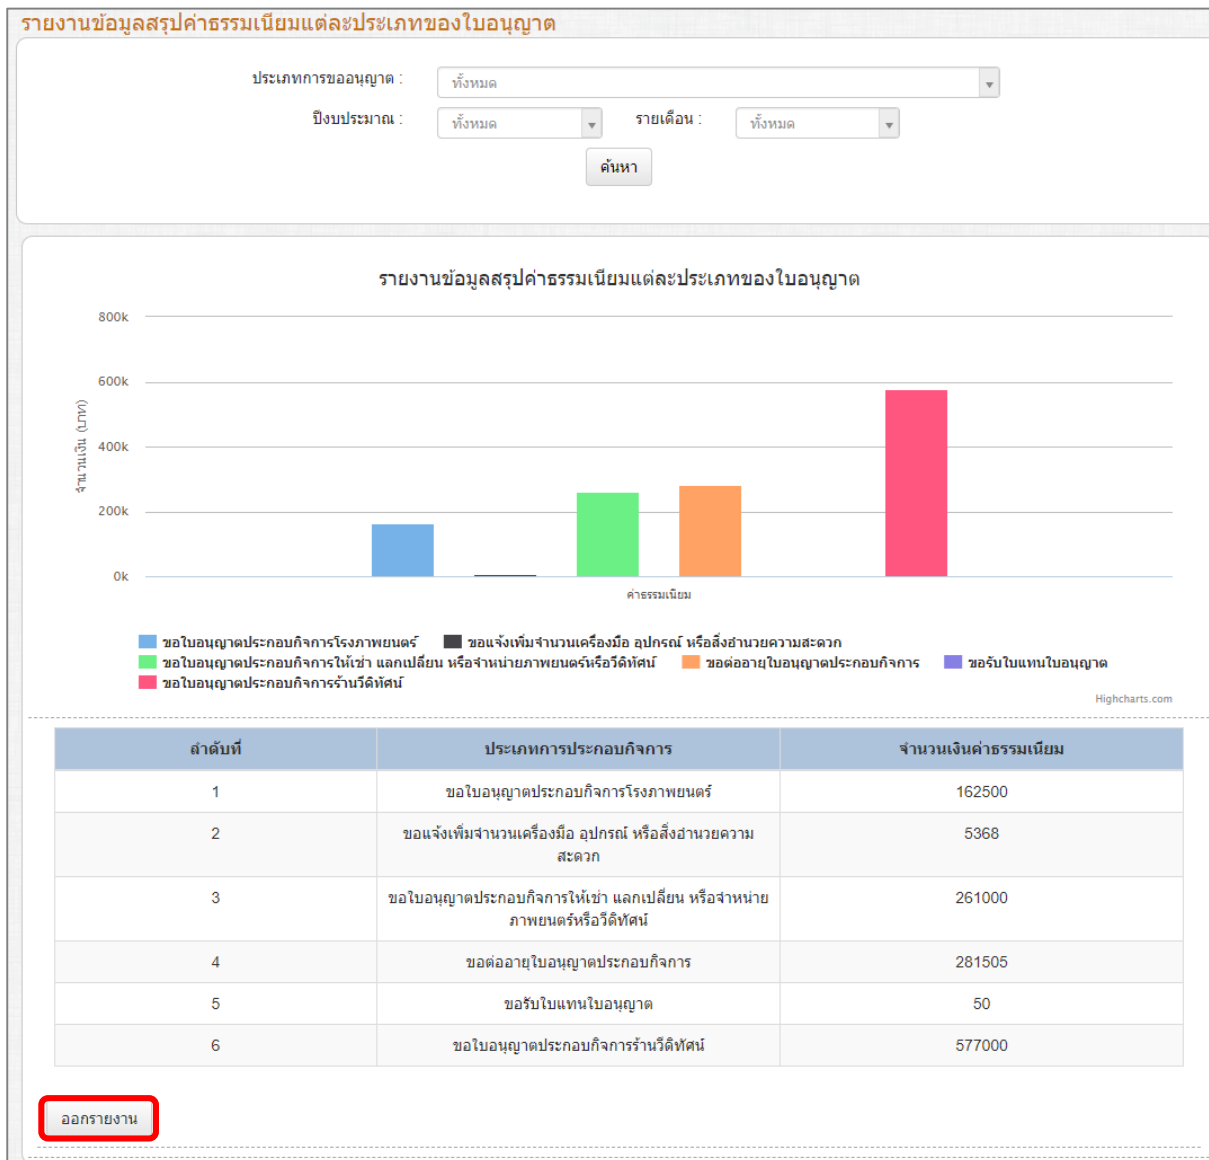 รายงานข้อมูลสรุปค่าธรรมเนียมแต่ละประเภทของใบอนุญาต
ประเภทการขออนุญาต : ทั้งหมด
ปีงบประมาณ : ทั้งหมด รายเดือน : ทั้งหมด
ค้นหา
รายงานข้อมูลสรุปค่าธรรมเนียมแต่ละประเภทของใบอนุญาต
800k
600k
400k
200k
0k
จำนวนเงิน (บาท)
ค่าธรรมเนียม
ขอใบอนุญาตประกอบกิจการโรงภาพยนตร์ ขอแจ้งเพิ่มจำนวนเครื่องมือ อุปกรณ์ หรือสิ่งอำนวยความสะดวก
ขอใบอนุญาตประกอบกิจการให้เช่า แลกเปลี่ยน หรือจำหน่ายภาพยนตร์หรือวีดิทัศน์ ขอต่ออายุใบอนุญาตประกอบกิจการ ขอรับใบแทนใบอนุญาต
ขอใบอนุญาตประกอบกิจการร้านวีดิทัศน์
Highcharts.com
ลำดับที่ ประเภทการประกอบกิจการ จำนวนเงินค่าธรรมเนียม
1 ขอใบอนุญาตประกอบกิจการโรงภาพยนตร์ 162500
2 ขอแจ้งเพิ่มจำนวนเครื่องมือ อุปกรณ์ หรือสิ่งอำนวยความ 5368
สะดวก
3 ขอใบอนุญาตประกอบกิจการให้เช่า แลกเปลี่ยน หรือจำหน่าย 261000
ภาพยนตร์หรือวีดิทัศน์
4 ขอต่ออายุใบอนุญาตประกอบกิจการ 281505
5 ขอรับใบแทนใบอนุญาต 50
6 ขอใบอนุญาตประกอบกิจการร้านวีดิทัศน์ 577000
ออกรายงาน